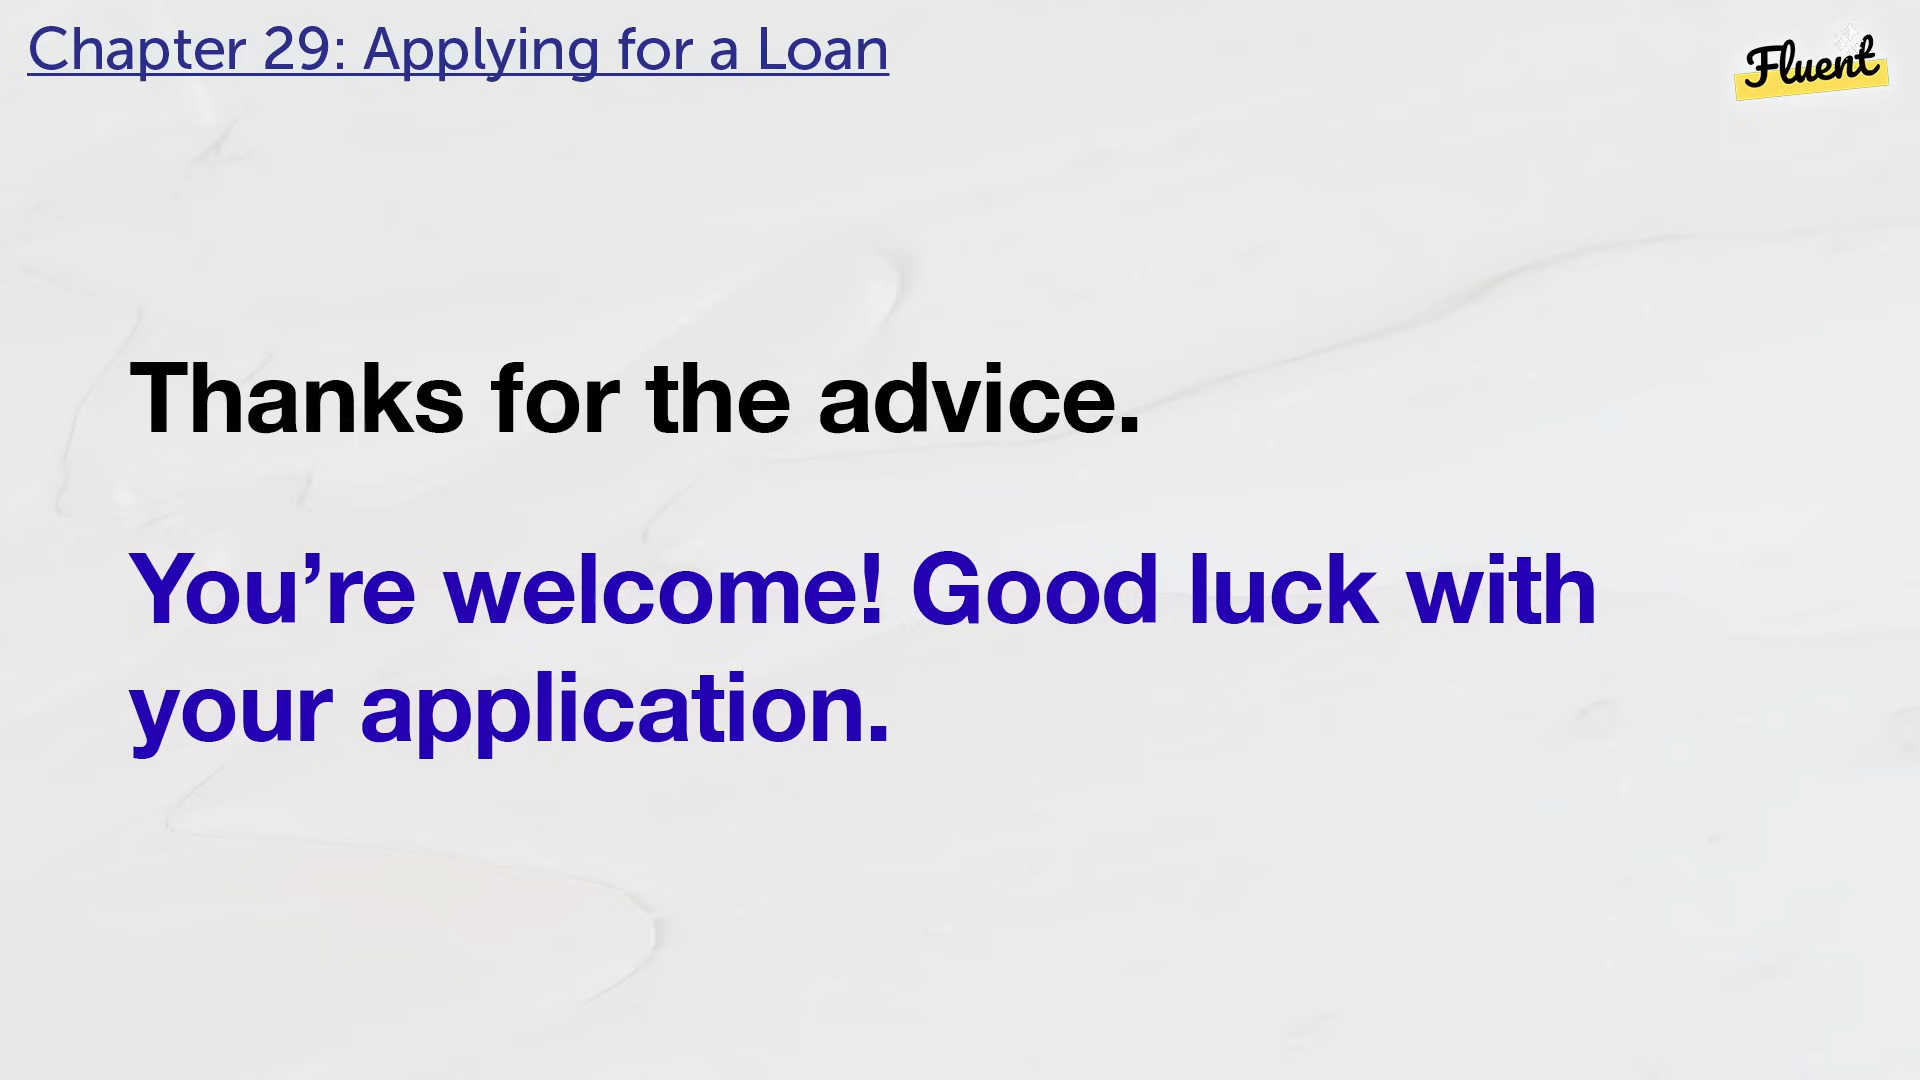 Chapter 29: Applying for a Loan
Fluent
Thanks for the advice.
You’re welcome! Good luck with
your application.